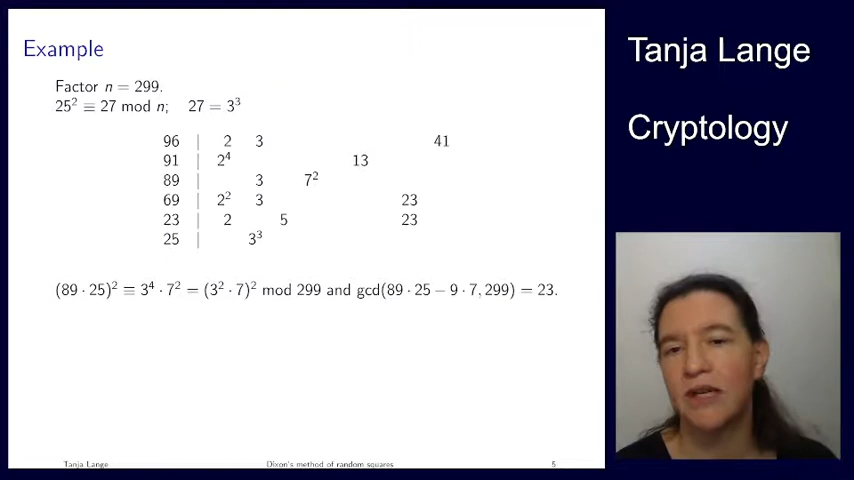 Example
Factor n = 299.
25² ≡ 27 mod n; 27 = 3³
96 | 2 3 41
91 | 2⁴ 13
89 | 3 7²
69 | 2² 3 23
23 | 2 5 23
25 | 3³
(89 · 25)² ≡ 3⁴ · 7² = (3² · 7)² mod 299 and gcd(89 · 25 − 9 · 7, 299) = 23.
Tanja Lange
Dixon's method of random squares
5
Tanja Lange
Cryptology